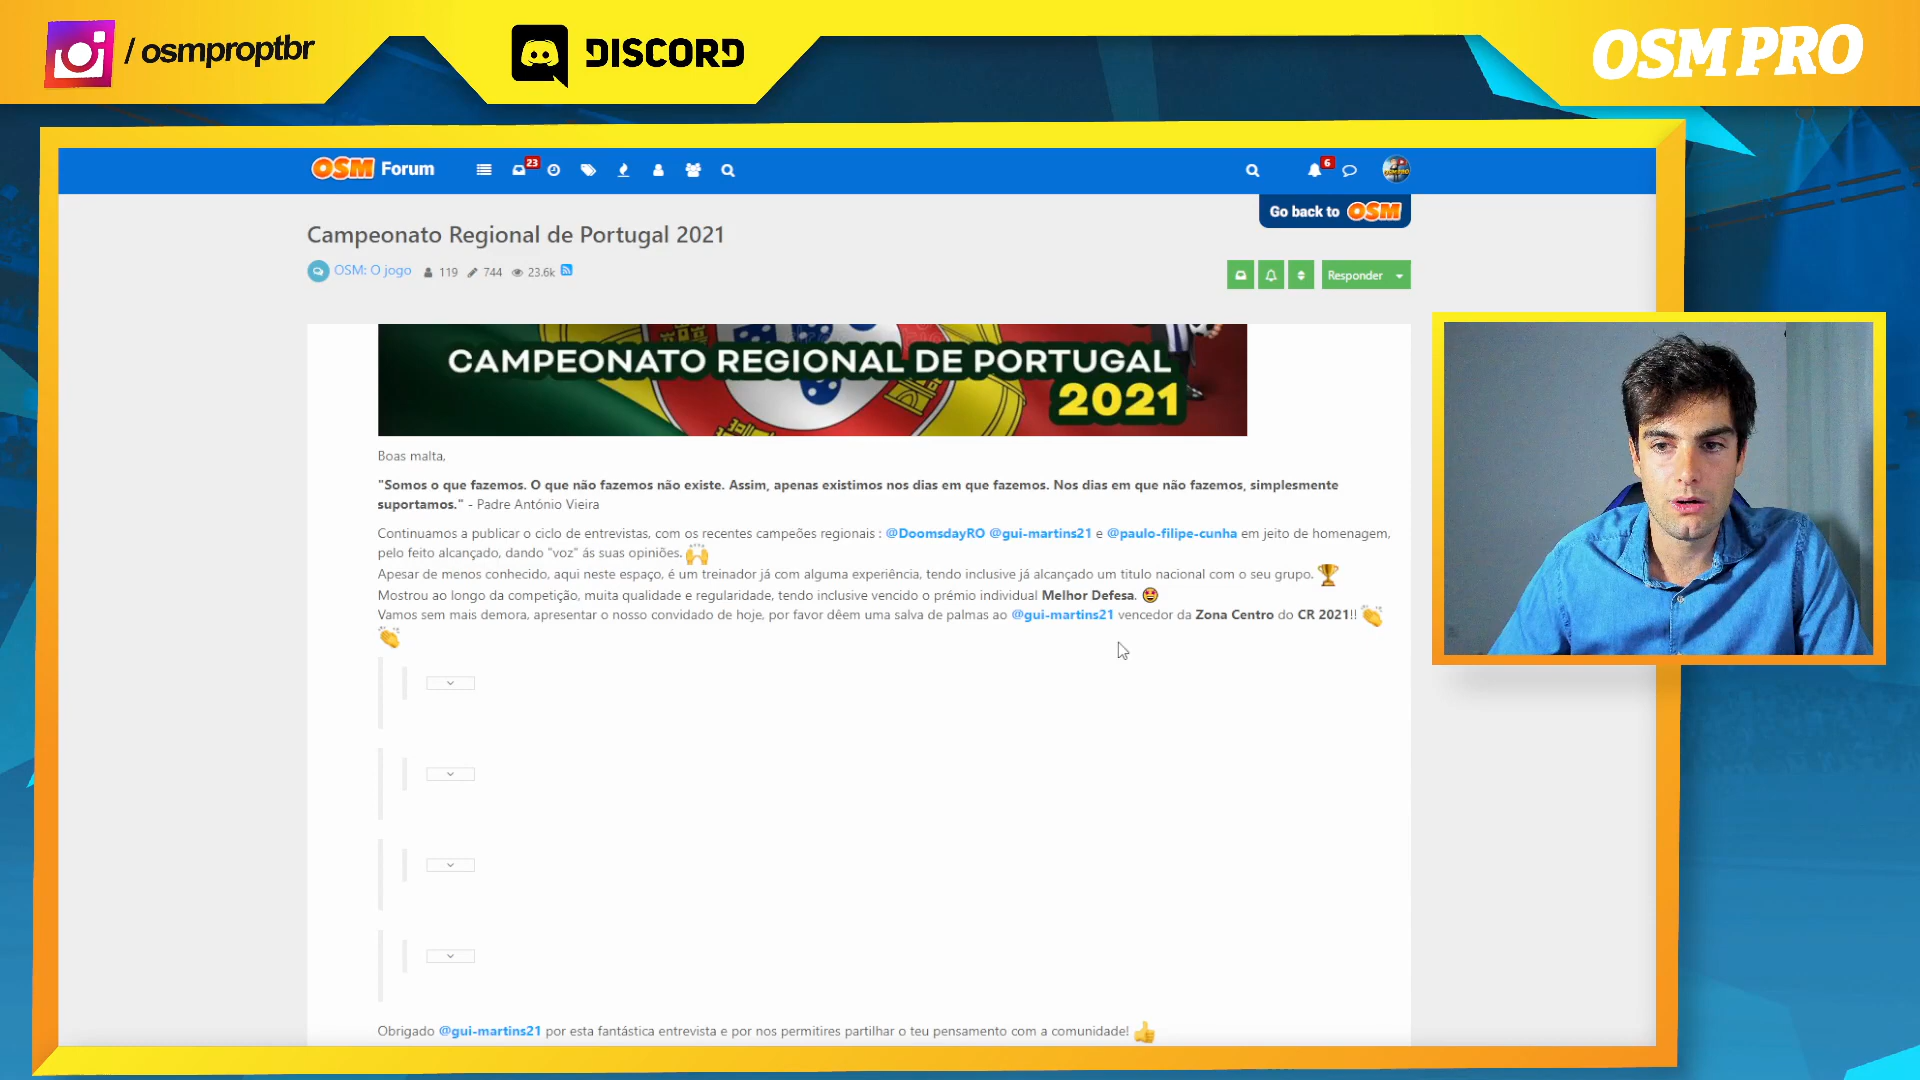 / osmproptbr
DISCORD
OSM PRO
OSM Forum
23
6
Go back to OSM
Campeonato Regional de Portugal 2021
OSM: O jogo 119 744 23.6k
Responder
CAMPEONATO REGIONAL DE PORTUGAL
2021
Boas malta,
"Somos o que fazemos. O que não fazemos não existe. Assim, apenas existimos nos dias em que fazemos. Nos dias em que não fazemos, simplesmente
suportamos." - Padre António Vieira
Continuamos a publicar o ciclo de entrevistas, com os recentes campeões regionais : @DoomsdayRO @gui-martins21 e @paulo-filipe-cunha em jeito de homenagem,
pelo feito alcançado, dando "voz" ás suas opiniões.
Apesar de menos conhecido, aqui neste espaço, é um treinador já com alguma experiência, tendo inclusive já alcançado um titulo nacional com o seu grupo.
Mostrou ao longo da competição, muita qualidade e regularidade, tendo inclusive vencido o prémio individual Melhor Defesa.
Vamos sem mais demora, apresentar o nosso convidado de hoje, por favor dêem uma salva de palmas ao @gui-martins21 vencedor da Zona Centro do CR 2021!!
Obrigado @gui-martins21 por esta fantástica entrevista e por nos permitires partilhar o teu pensamento com a comunidade!